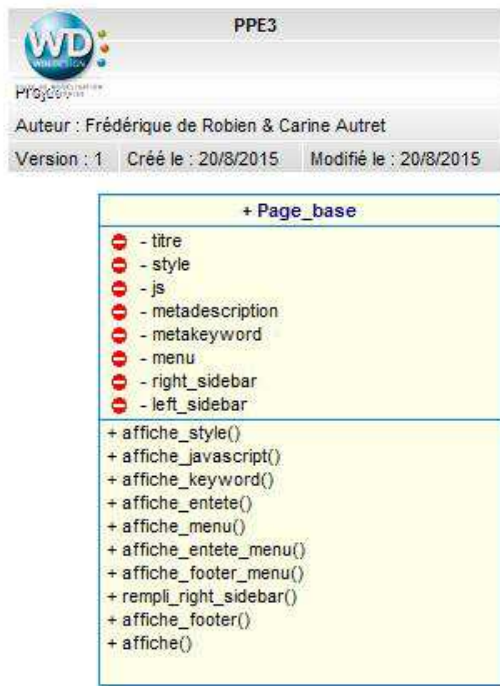 PPE3
WD
WDDESIGN
Auteur : Frédérique de Robien & Carine Autret
Version : 1 Créé le : 20/8/2015 Modifié le : 20/8/2015
+ Page_base
- titre
- style
- js
- metadescription
- metakeyword
- menu
- right_sidebar
- left_sidebar
+ affiche_style()
+ affiche_javascript()
+ affiche_keyword()
+ affiche_entete()
+ affiche_menu()
+ affiche_entete_menu()
+ affiche_footer_menu()
+ rempli_right_sidebar()
+ affiche_footer()
+ affiche()